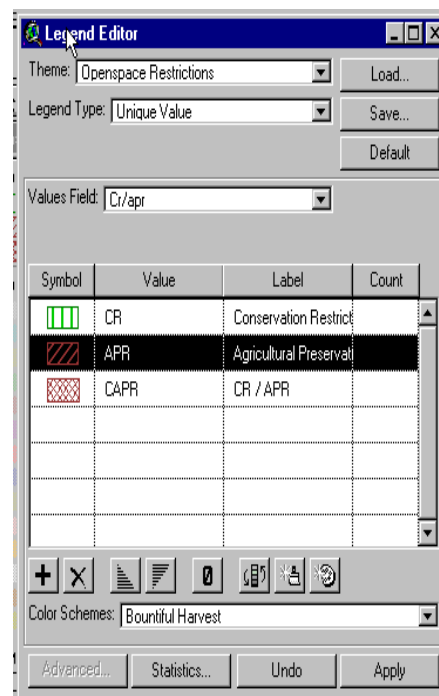 Legend Editor
Theme: Openspace Restrictions
Load...
Legend Type: Unique Value
Save...
Default
Values Field: Cr/apr
Symbol Value Label Count
CR Conservation Restrict
APR Agricultural Preservati
CAPR CR / APR
0
Color Schemes: Bountiful Harvest
Advanced... Statistics... Undo Apply